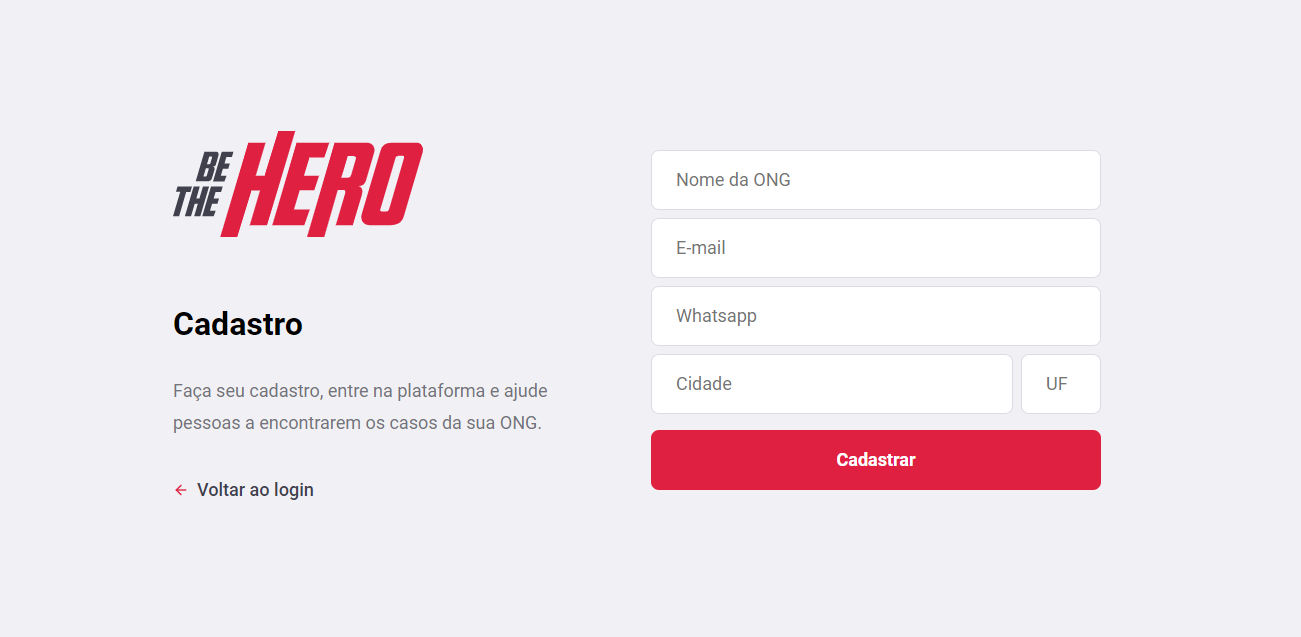 BE
THE
HERO
Cadastro
Faça seu cadastro, entre na plataforma e ajude
pessoas a encontrarem os casos da sua ONG.
Voltar ao login
Nome da ONG
E-mail
Whatsapp
Cidade
UF
Cadastrar